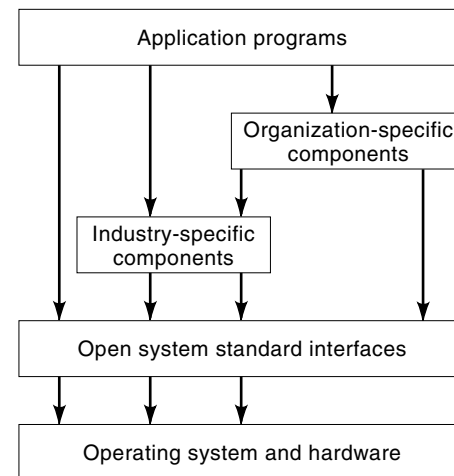 Application programs
Organization-specific
components
Industry-specific
components
Open system standard interfaces
Operating system and hardware